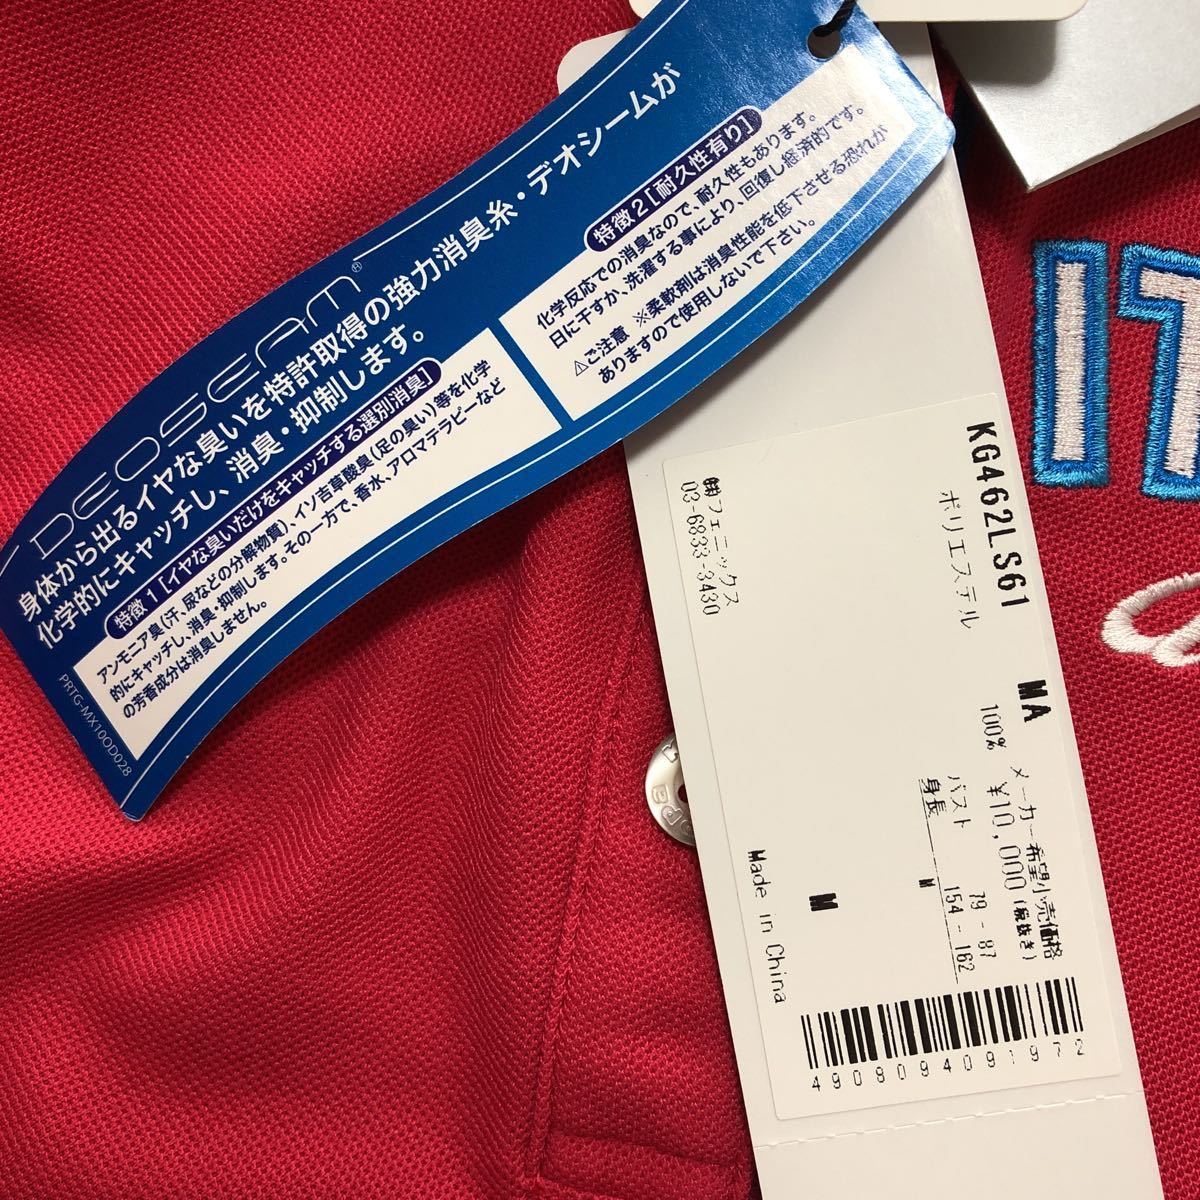 DEOSEAM®
身体から出るイヤな臭いを特許取得の強力消臭糸・デオシームが
化学的にキャッチし、消臭・抑制します。
特徴1［イヤな臭いだけをキャッチする選別消臭］
アンモニア臭（汗、尿などの分解物質）、イソ吉草酸臭（足の臭い）等を化学
的にキャッチし、消臭・抑制します。その一方で、香水、アロマテラピーなど
の芳香成分は消臭しません。
特徴2［耐久性有り］
化学反応での消臭なので、耐久性もあります。
日に干すか、洗濯する事により、回復し経済的です。
⚠ご注意 ※柔軟剤は消臭性能を低下させる恐れが
ありますので使用しないで下さい。
PRTG-MX10OD028
KG462LS61 MA
メーカー希望小売価格
¥10,000(税抜き)
ポリエステル 100%
バスト 79-87
身長 154-162
M
M
Made in China
㈱フェニックス
03-6833-3430
4908094091972
IT